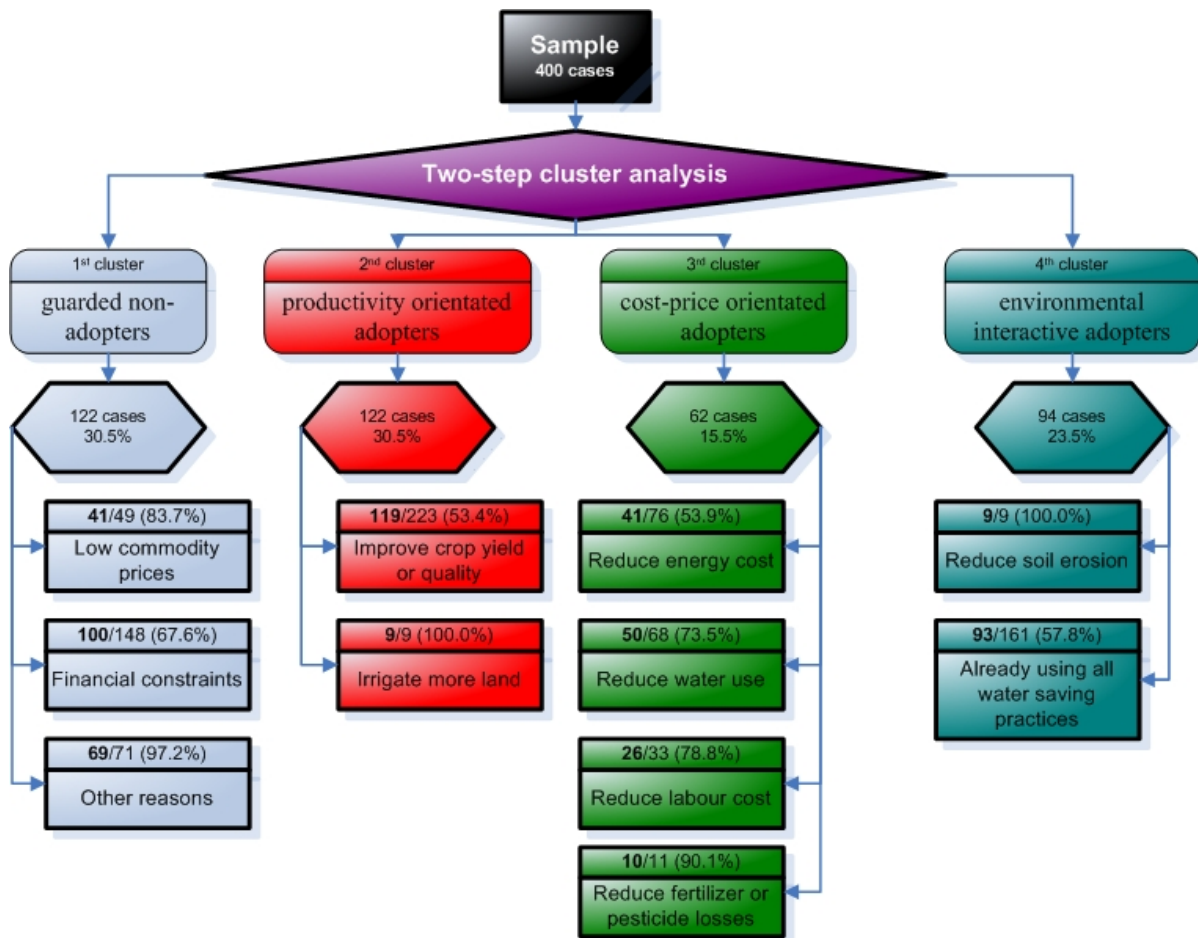 Sample
400 cases
Two-step cluster analysis
1st cluster
guarded non-
adopters
122 cases
30.5%
41/49 (83.7%)
Low commodity
prices
100/148 (67.6%)
Financial constraints
69/71 (97.2%)
Other reasons
2nd cluster
productivity orientated
adopters
122 cases
30.5%
119/223 (53.4%)
Improve crop yield
or quality
9/9 (100.0%)
Irrigate more land
3rd cluster
cost-price orientated
adopters
62 cases
15.5%
41/76 (53.9%)
Reduce energy cost
50/68 (73.5%)
Reduce water use
26/33 (78.8%)
Reduce labour cost
10/11 (90.1%)
Reduce fertilizer or
pesticide losses
4th cluster
environmental
interactive adopters
94 cases
23.5%
9/9 (100.0%)
Reduce soil erosion
93/161 (57.8%)
Already using all
water saving
practices